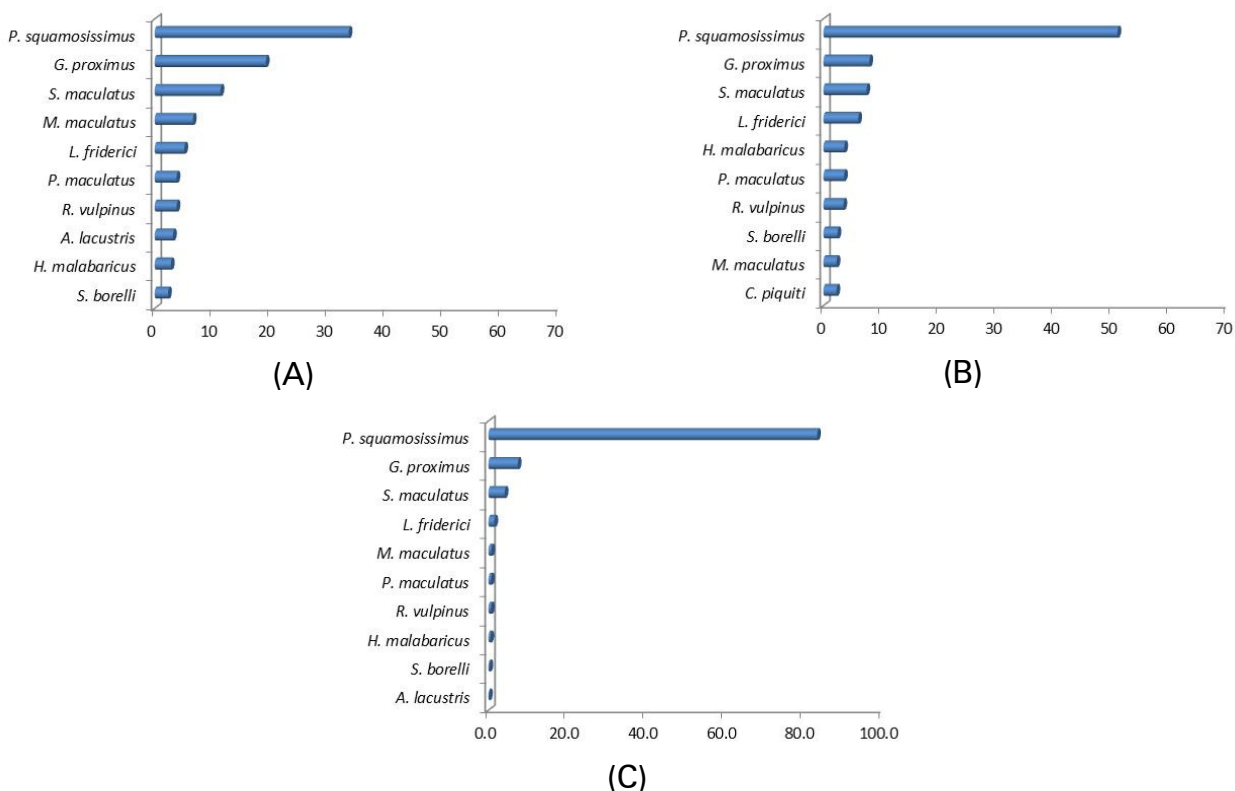 P. squamosissimus
G. proximus
S. maculatus
M. maculatus
L. friderici
P. maculatus
R. vulpinus
A. lacustris
H. malabaricus
S. borelli
0 10 20 30 40 50 60 70
(A)
P. squamosissimus
G. proximus
S. maculatus
L. friderici
H. malabaricus
P. maculatus
R. vulpinus
S. borelli
M. maculatus
C. piquiti
0 10 20 30 40 50 60 70
(B)
P. squamosissimus
G. proximus
S. maculatus
L. friderici
M. maculatus
P. maculatus
R. vulpinus
H. malabaricus
S. borelli
A. lacustris
0.0 20.0 40.0 60.0 80.0 100.0
(C)